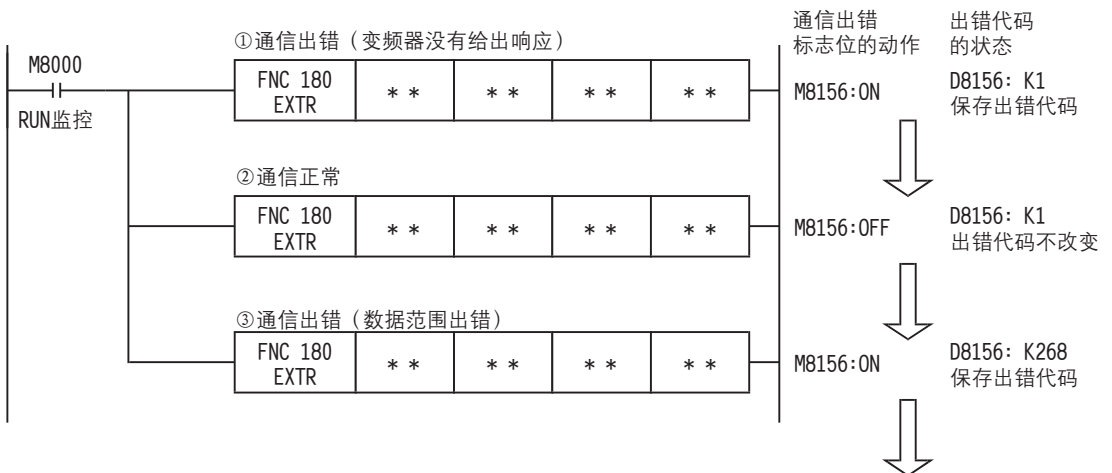 通信出错 出错代码
标志位的动作 的状态
①通信出错（变频器没有给出响应）
M8000
RUN监控
FNC 180
EXTR
** ** ** **
M8156:ON
D8156: K1
保存出错代码
②通信正常
FNC 180
EXTR
** ** ** **
M8156:OFF
D8156: K1
出错代码不改变
③通信出错（数据范围出错）
FNC 180
EXTR
** ** ** **
M8156:ON
D8156: K268
保存出错代码